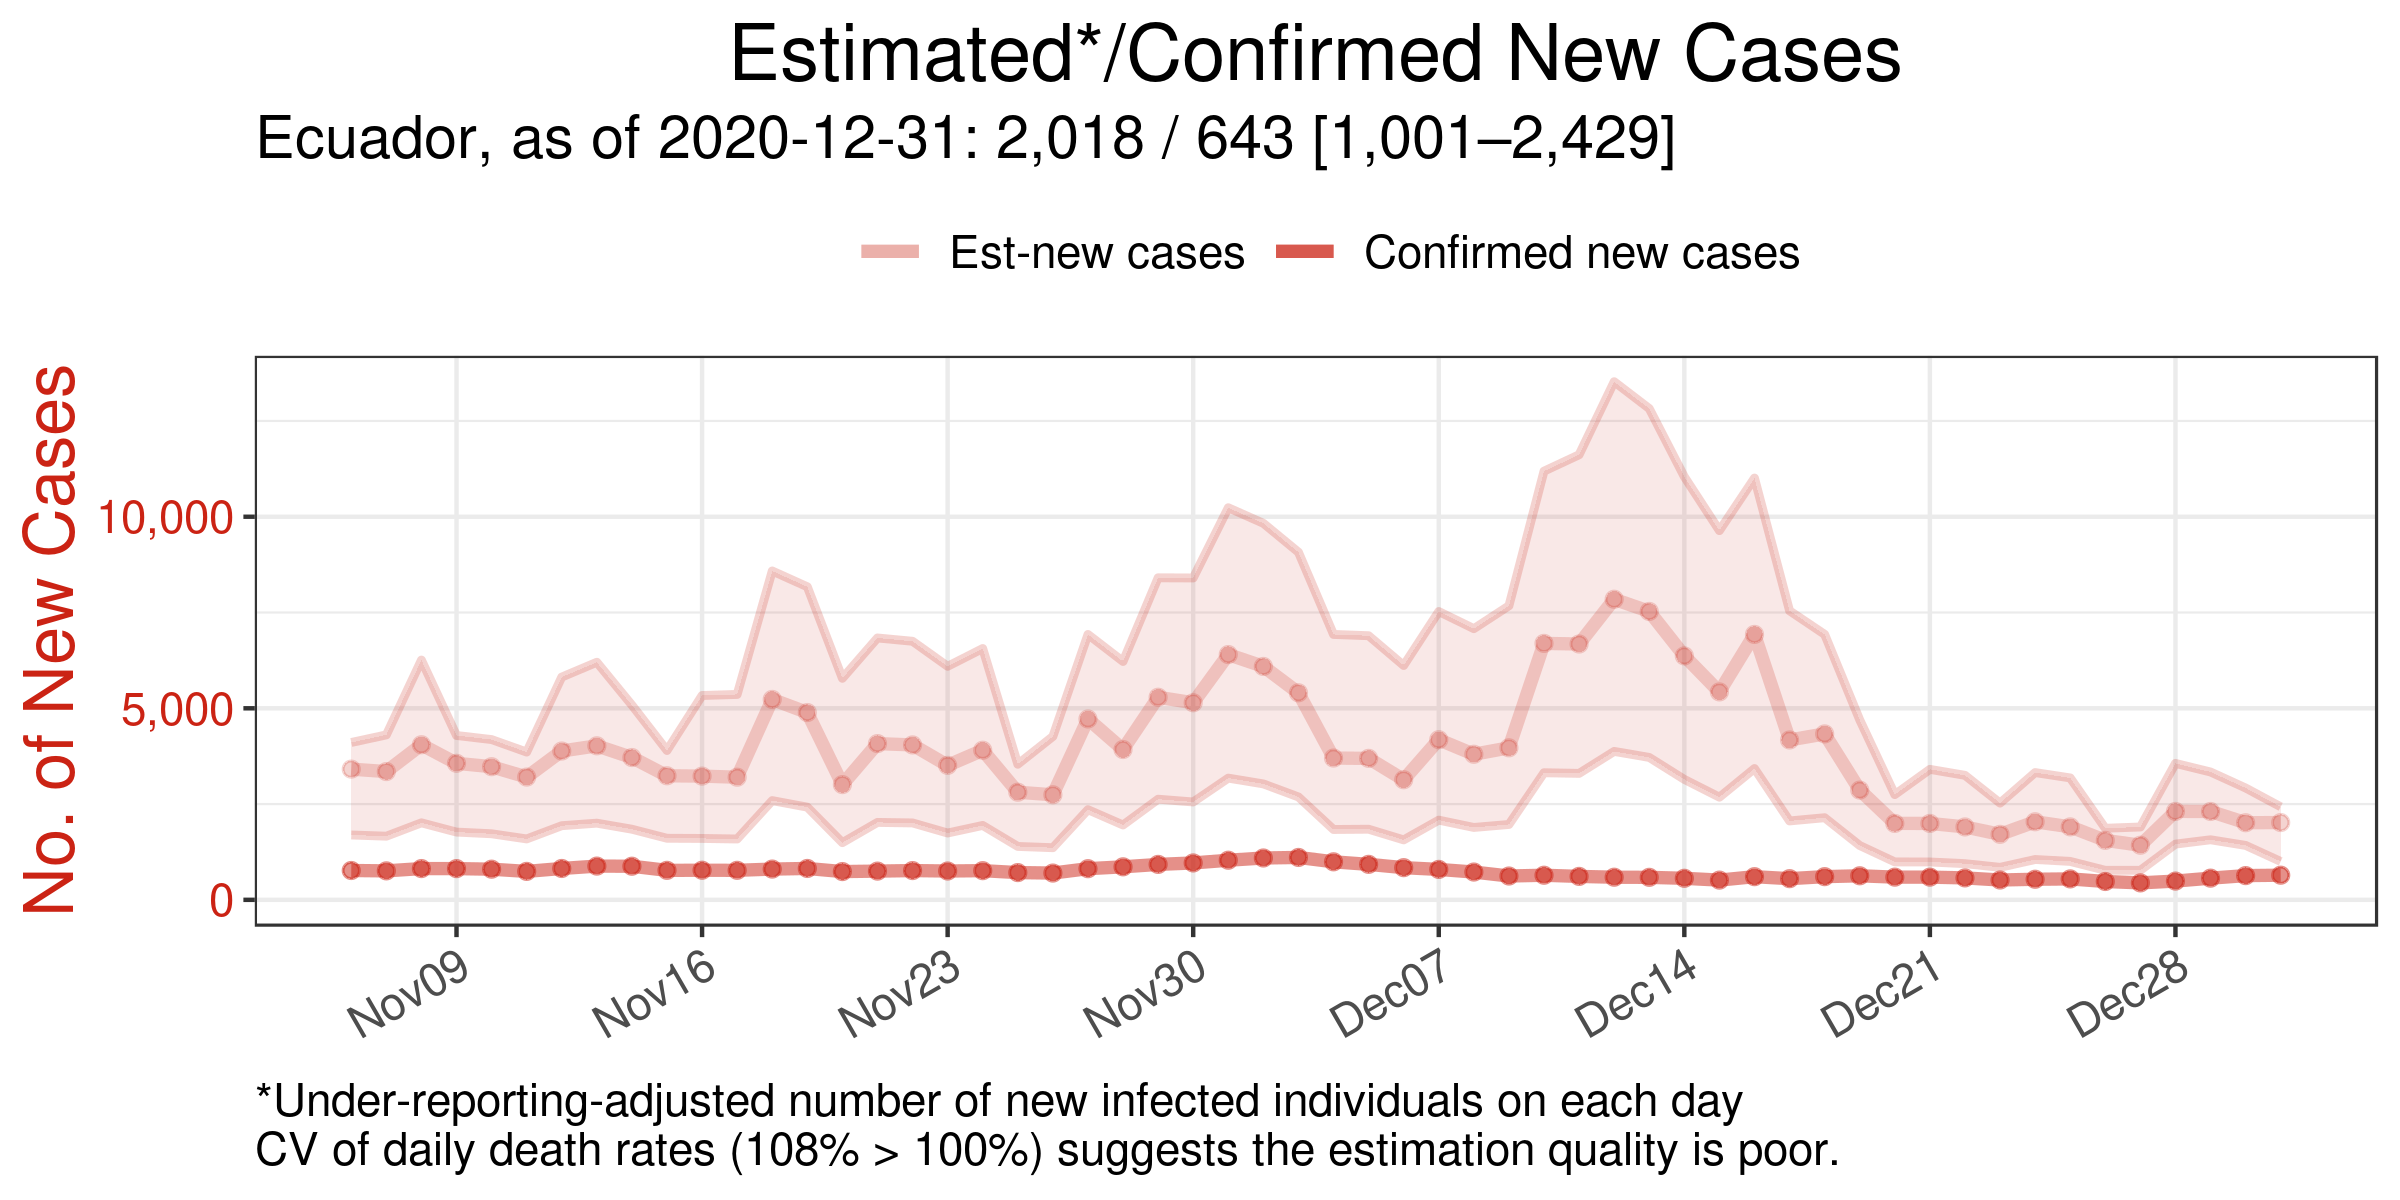 Estimated*/Confirmed New Cases
Ecuador, as of 2020-12-31: 2,018 / 643 [1,001–2,429]
Est-new cases
Confirmed new cases
No. of New Cases
10,000
5,000
0
Nov09
Nov16
Nov23
Nov30
Dec07
Dec14
Dec21
Dec28
*Under-reporting-adjusted number of new infected individuals on each day
CV of daily death rates (108% > 100%) suggests the estimation quality is poor.